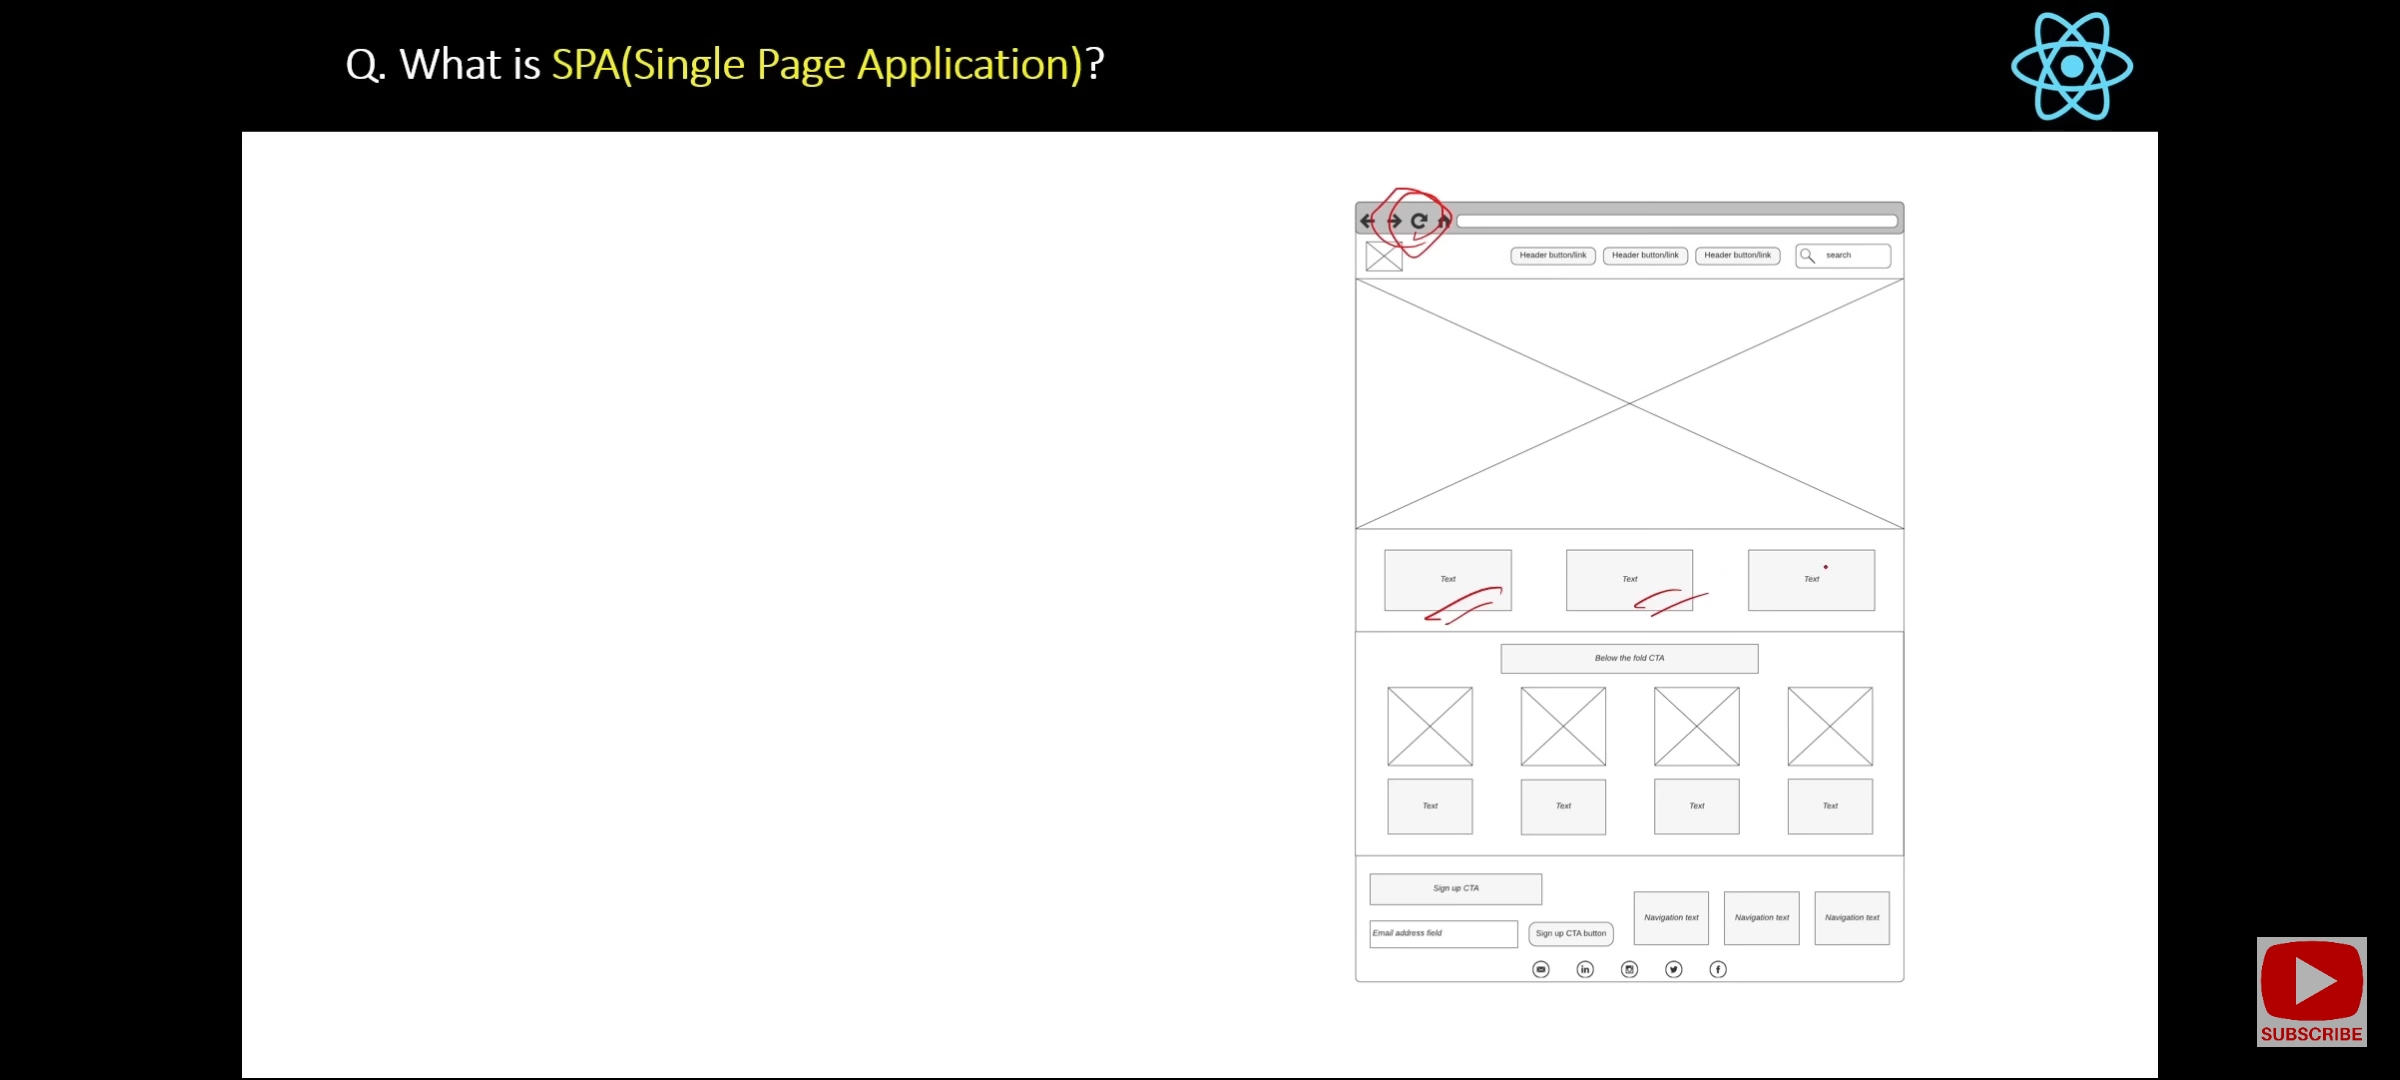 Q. What is SPA(Single Page Application)?
Header button/link Header button/link Header button/link search
Text Text Text
Below the fold CTA
Text Text Text Text
Sign up CTA
Navigation text Navigation text Navigation text
Email address field Sign up CTA button
SUBSCRIBE